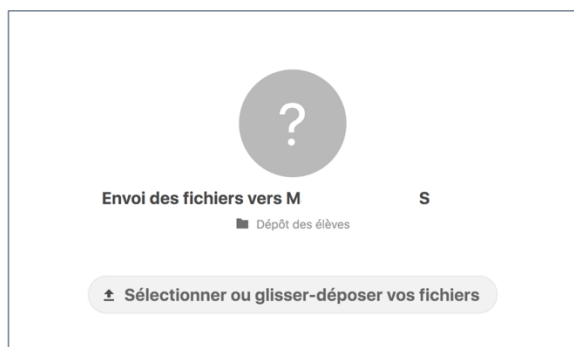 ?
Envoi des fichiers vers M S
Dépôt des élèves
Sélectionner ou glisser-déposer vos fichiers